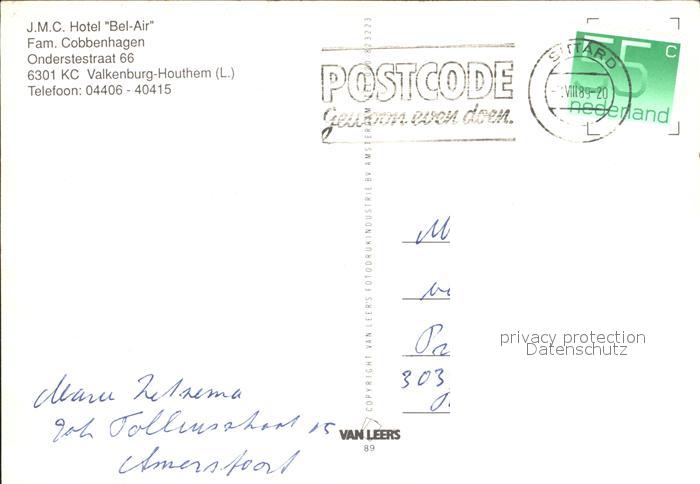 J.M.C. Hotel "Bel-Air"
Fam. Cobbenhagen
Onderstestraat 66
6301 KC Valkenburg-Houthem (L.)
Telefoon: 04406 - 40415
POSTCODE
Gewoon even doen.
SITTARD
VIII.89-20
55 c
nederland
COPYRIGHT VAN LEER'S FOTODRUKINDUSTRIE BV AMSTERDAM
M
303
privacy protection
Datenschutz
Tollensstraat 15
Amersfoort
VAN LEERS
89